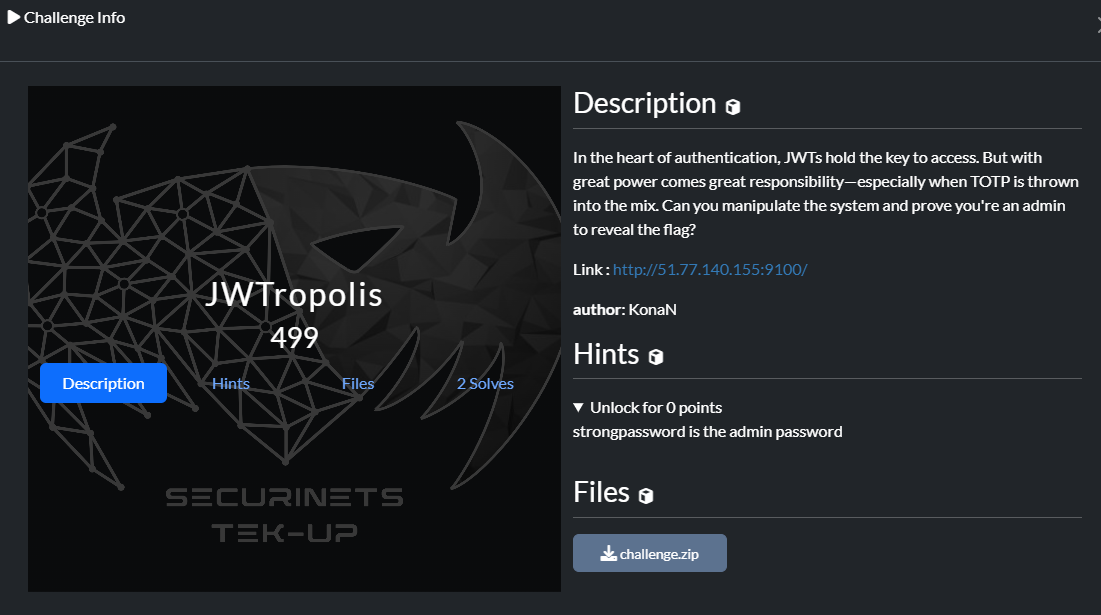 Challenge Info
JWTropolis
499
Description
Hints
Files
2 Solves
SECURINETS
TEK-UP
Description
In the heart of authentication, JWTs hold the key to access. But with
great power comes great responsibility—especially when TOTP is thrown
into the mix. Can you manipulate the system and prove you're an admin
to reveal the flag?
Link : http://51.77.140.155:9100/
author: KonaN
Hints
Unlock for 0 points
strongpassword is the admin password
Files
challenge.zip